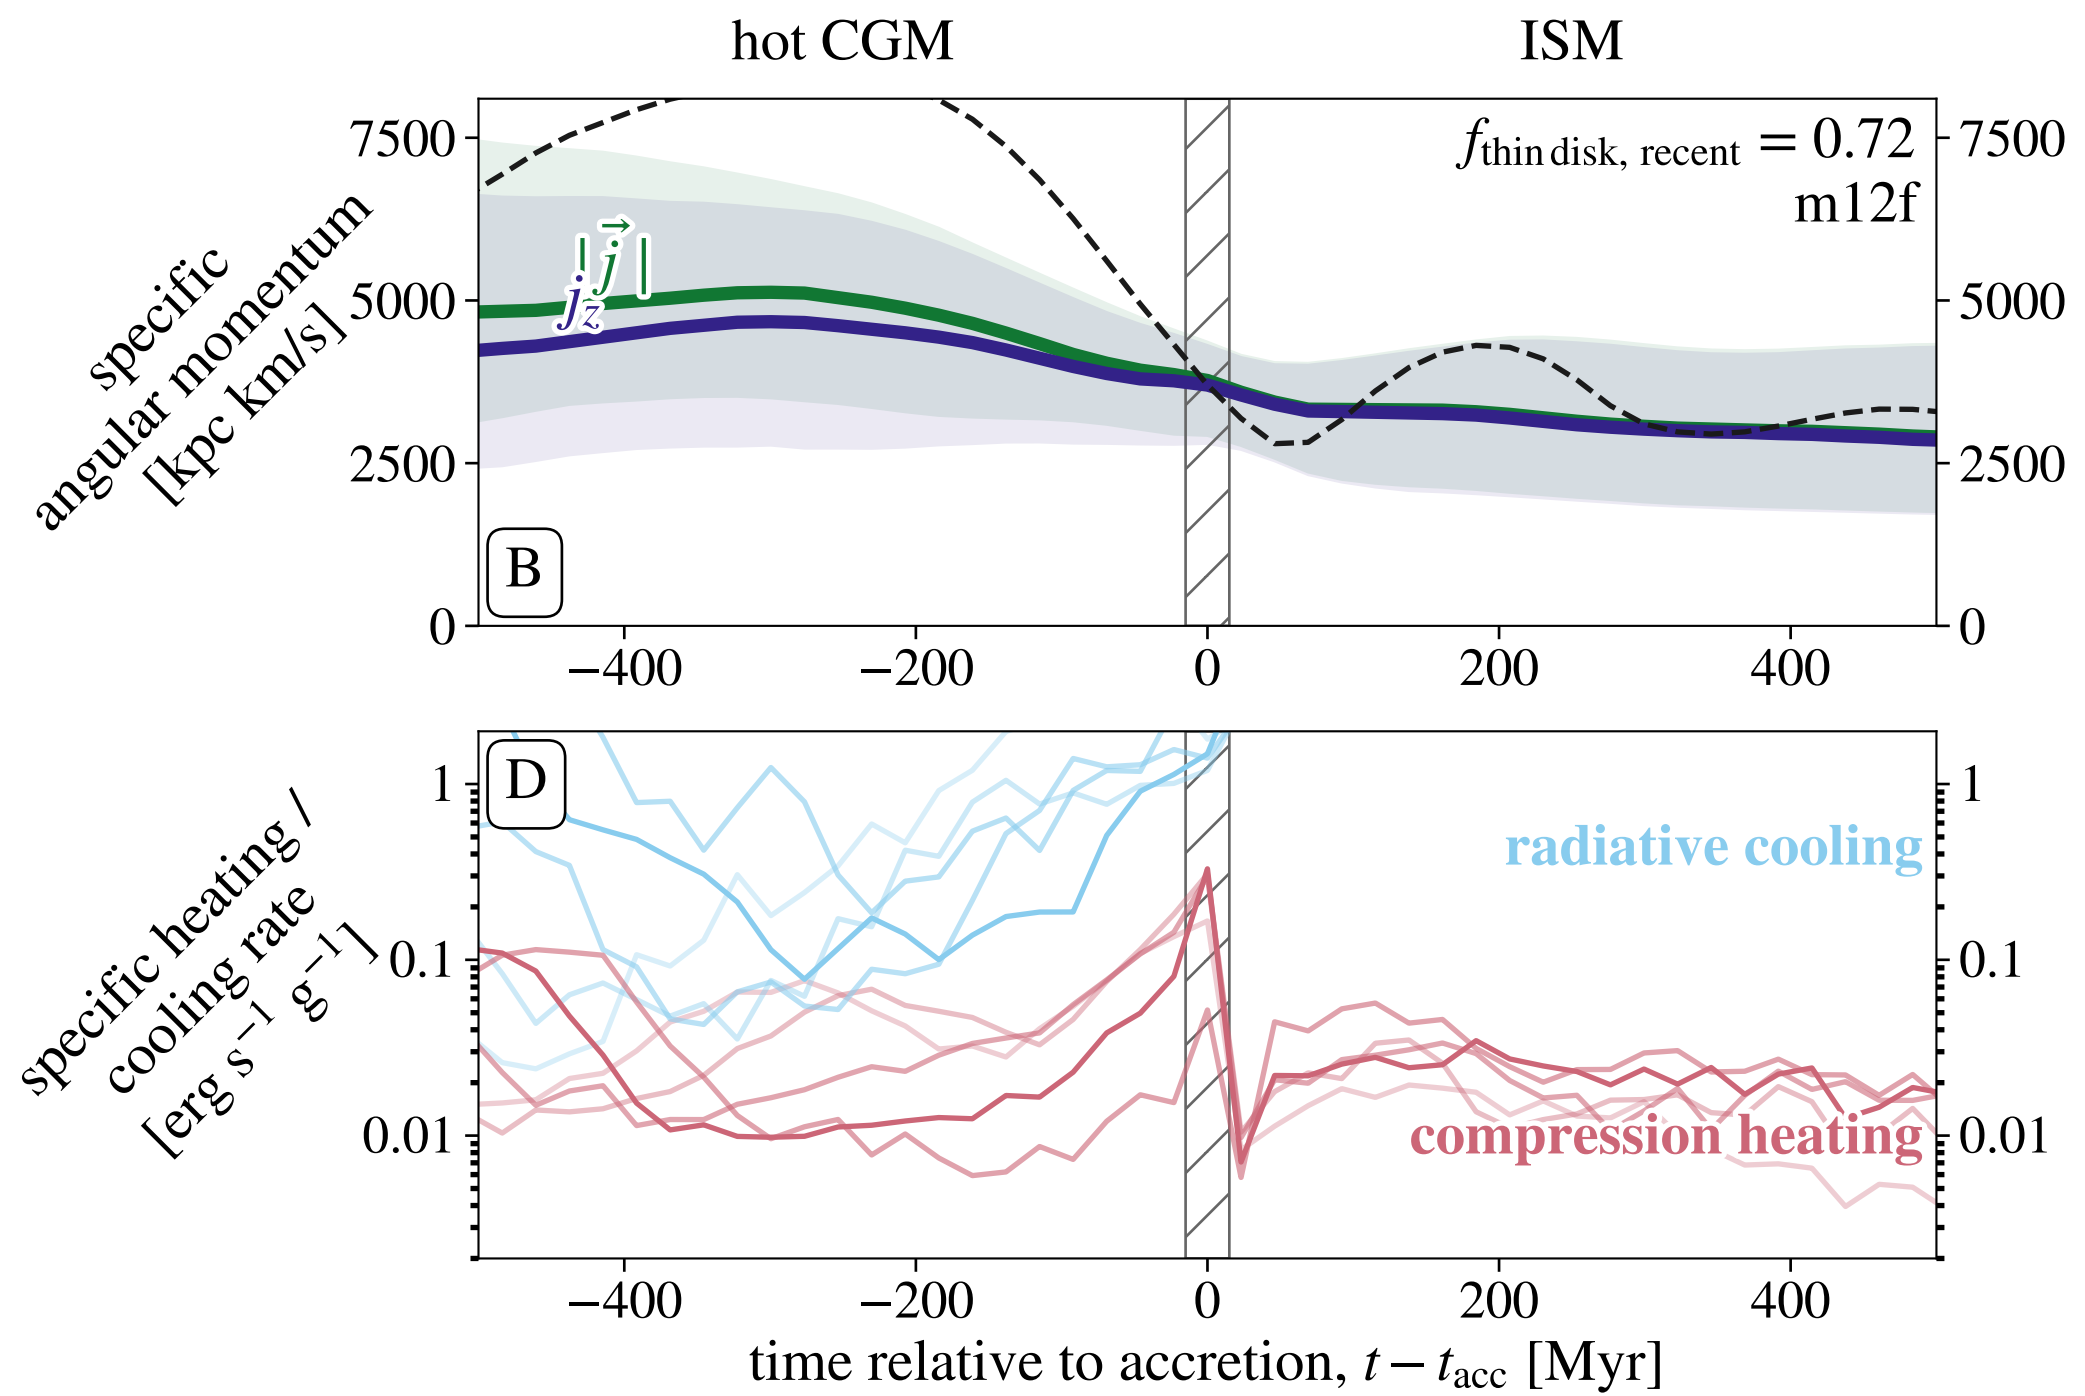 hot CGM
ISM
specific
angular momentum
[kpc km/s]
7500
5000
2500
0
7500
5000
2500
0
f_thin disk, recent = 0.72
m12f
|j⃗|
j_z
B
−400
−200
0
200
400
specific heating /
cooling rate
[erg s⁻¹ g⁻¹]
1
0.1
0.01
1
0.1
0.01
D
radiative cooling
compression heating
−400
−200
0
200
400
time relative to accretion, t − t_acc [Myr]